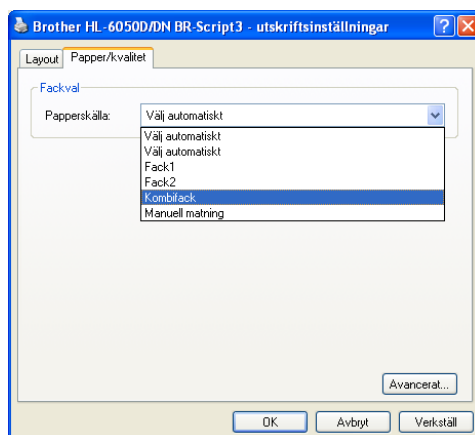 Brother HL-6050D/DN BR-Script3 - utskriftsinställningar
Layout Papper/kvalitet
Fackval
Papperskälla: Välj automatiskt
Välj automatiskt
Välj automatiskt
Fack1
Fack2
Kombifack
Manuell matning
Avancerat...
OK Avbryt Verkställ